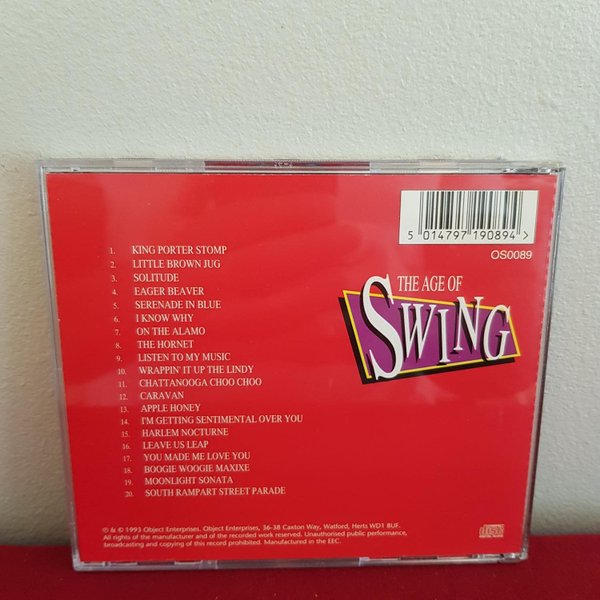 5 014797 190894 >
OS0089
THE AGE OF
SWING
1. KING PORTER STOMP
2. LITTLE BROWN JUG
3. SOLITUDE
4. EAGER BEAVER
5. SERENADE IN BLUE
6. I KNOW WHY
7. ON THE ALAMO
8. THE HORNET
9. LISTEN TO MY MUSIC
10. WRAPPIN' IT UP THE LINDY
11. CHATTANOOGA CHOO CHOO
12. CARAVAN
13. APPLE HONEY
14. I'M GETTING SENTIMENTAL OVER YOU
15. HARLEM NOCTURNE
16. LEAVE US LEAP
17. YOU MADE ME LOVE YOU
18. BOOGIE WOOGIE MAXIXE
19. MOONLIGHT SONATA
20. SOUTH RAMPART STREET PARADE
℗ & © 1993 Object Enterprises. Object Enterprises, 36-38 Caxton Way, Watford, Herts WD1 8UF.
All rights of the manufacturer and of the recorded work reserved. Unauthorised public performance,
broadcasting and copying of this record prohibited. Manufactured in the EEC.